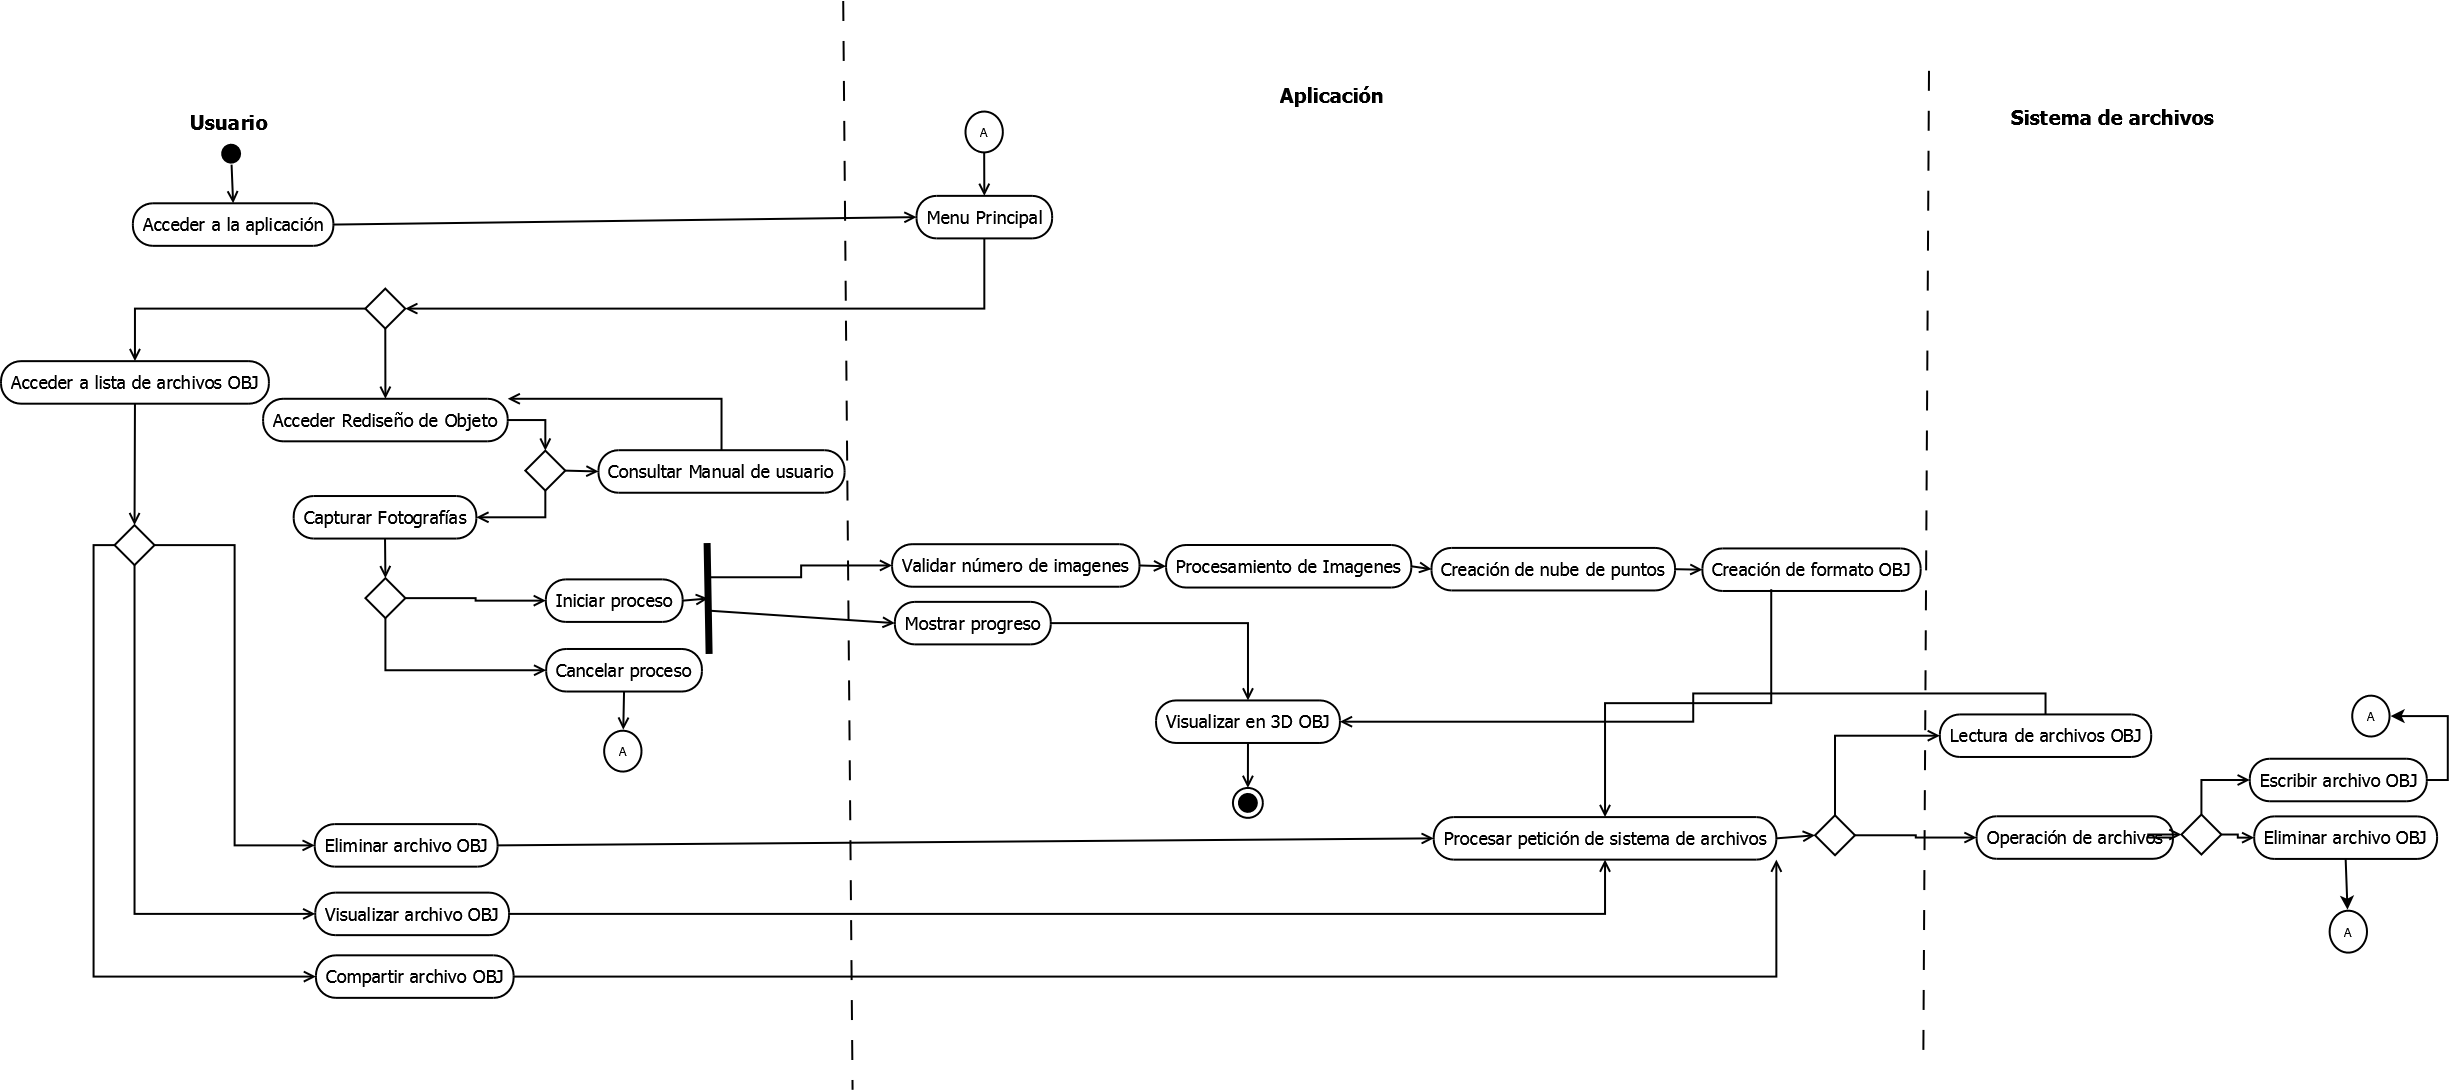 Aplicación
Sistema de archivos
Usuario
A
Menu Principal
Acceder a la aplicación
Acceder a lista de archivos OBJ
Acceder Rediseño de Objeto
Consultar Manual de usuario
Capturar Fotografías
Validar número de imagenes
Procesamiento de Imagenes
Creación de nube de puntos
Creación de formato OBJ
Iniciar proceso
Mostrar progreso
Cancelar proceso
A
Visualizar en 3D OBJ
Lectura de archivos OBJ
A
Escribir archivo OBJ
Eliminar archivo OBJ
Procesar petición de sistema de archivos
Operación de archivos
Eliminar archivo OBJ
Visualizar archivo OBJ
A
Compartir archivo OBJ